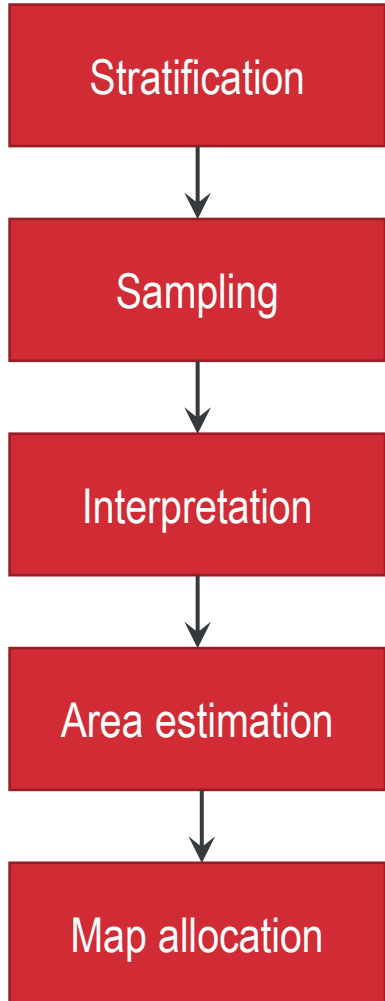 Stratification
Sampling
Interpretation
Area estimation
Map allocation